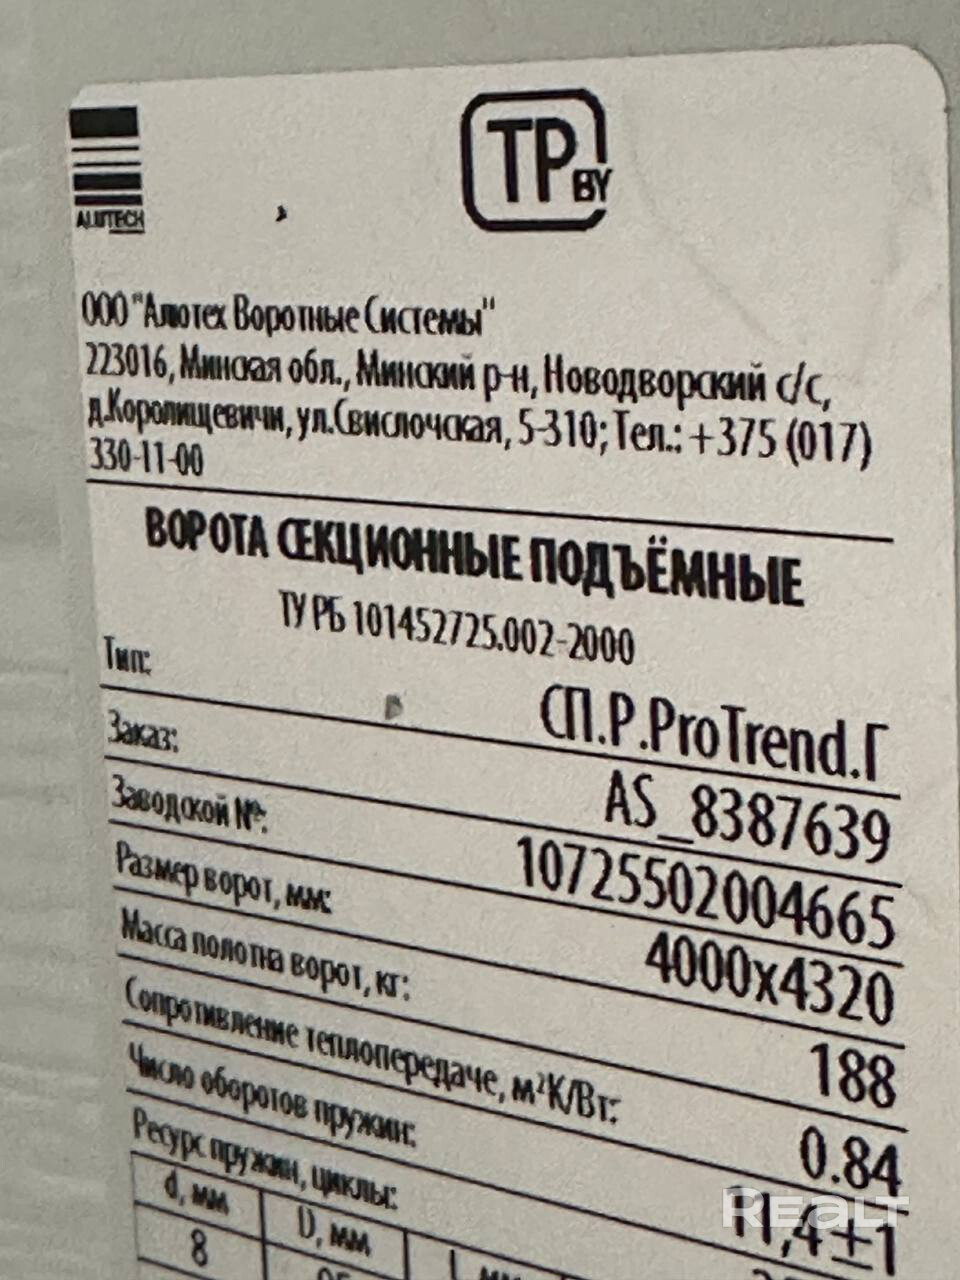 ALUTECH
TP BY
ООО "Алютех Воротные Системы"
223016, Минская обл., Минский р-н, Новодворский с/с,
д.Королищевичи, ул.Свислочская, 5-310; Тел.: +375 (017)
330-11-00
ВОРОТА СЕКЦИОННЫЕ ПОДЪЁМНЫЕ
ТУ РБ 101452725.002-2000
Тип: СП.Р.ProTrend.Г
Заказ: AS_8387639
Заводской №: 10725502004665
Размер ворот, мм: 4000x4320
Масса полотна ворот, кг: 188
Сопротивление теплопередаче, м²К/Вт: 0.84
Число оборотов пружин: 11,4±1
Ресурс пружин, циклы:
d, мм D, мм
8
REALT